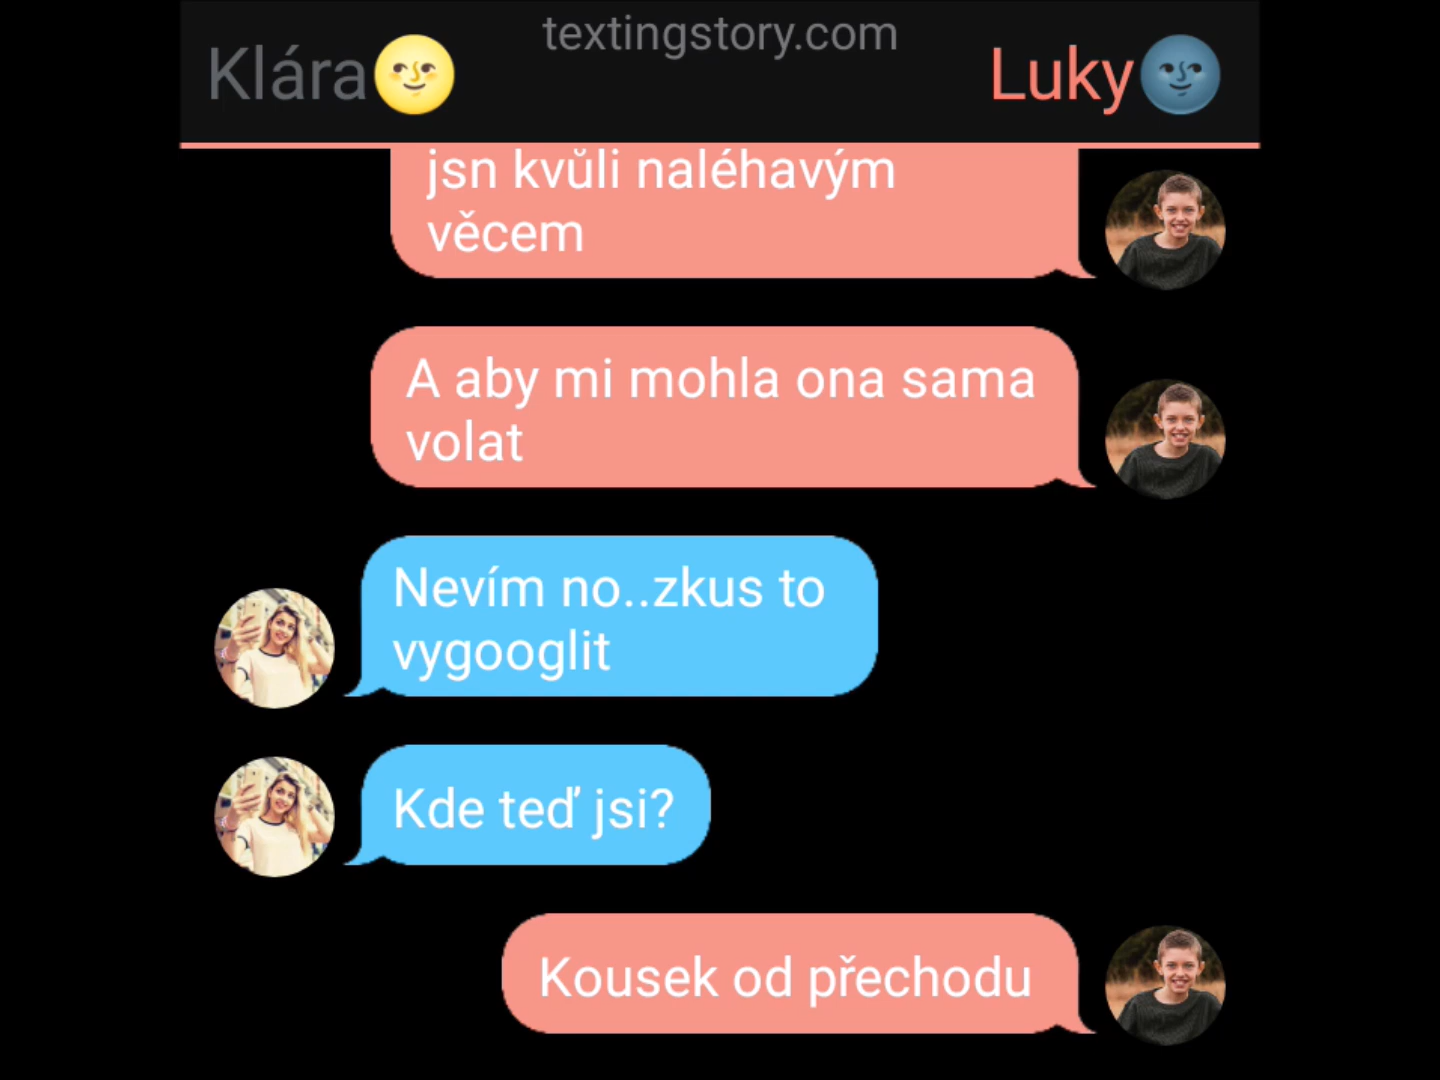 textingstory.com
Klára🌝
Luky🌚
jsn kvůli naléhavým
věcem
A aby mi mohla ona sama
volat
Nevím no..zkus to
vygooglit
Kde teď jsi?
Kousek od přechodu